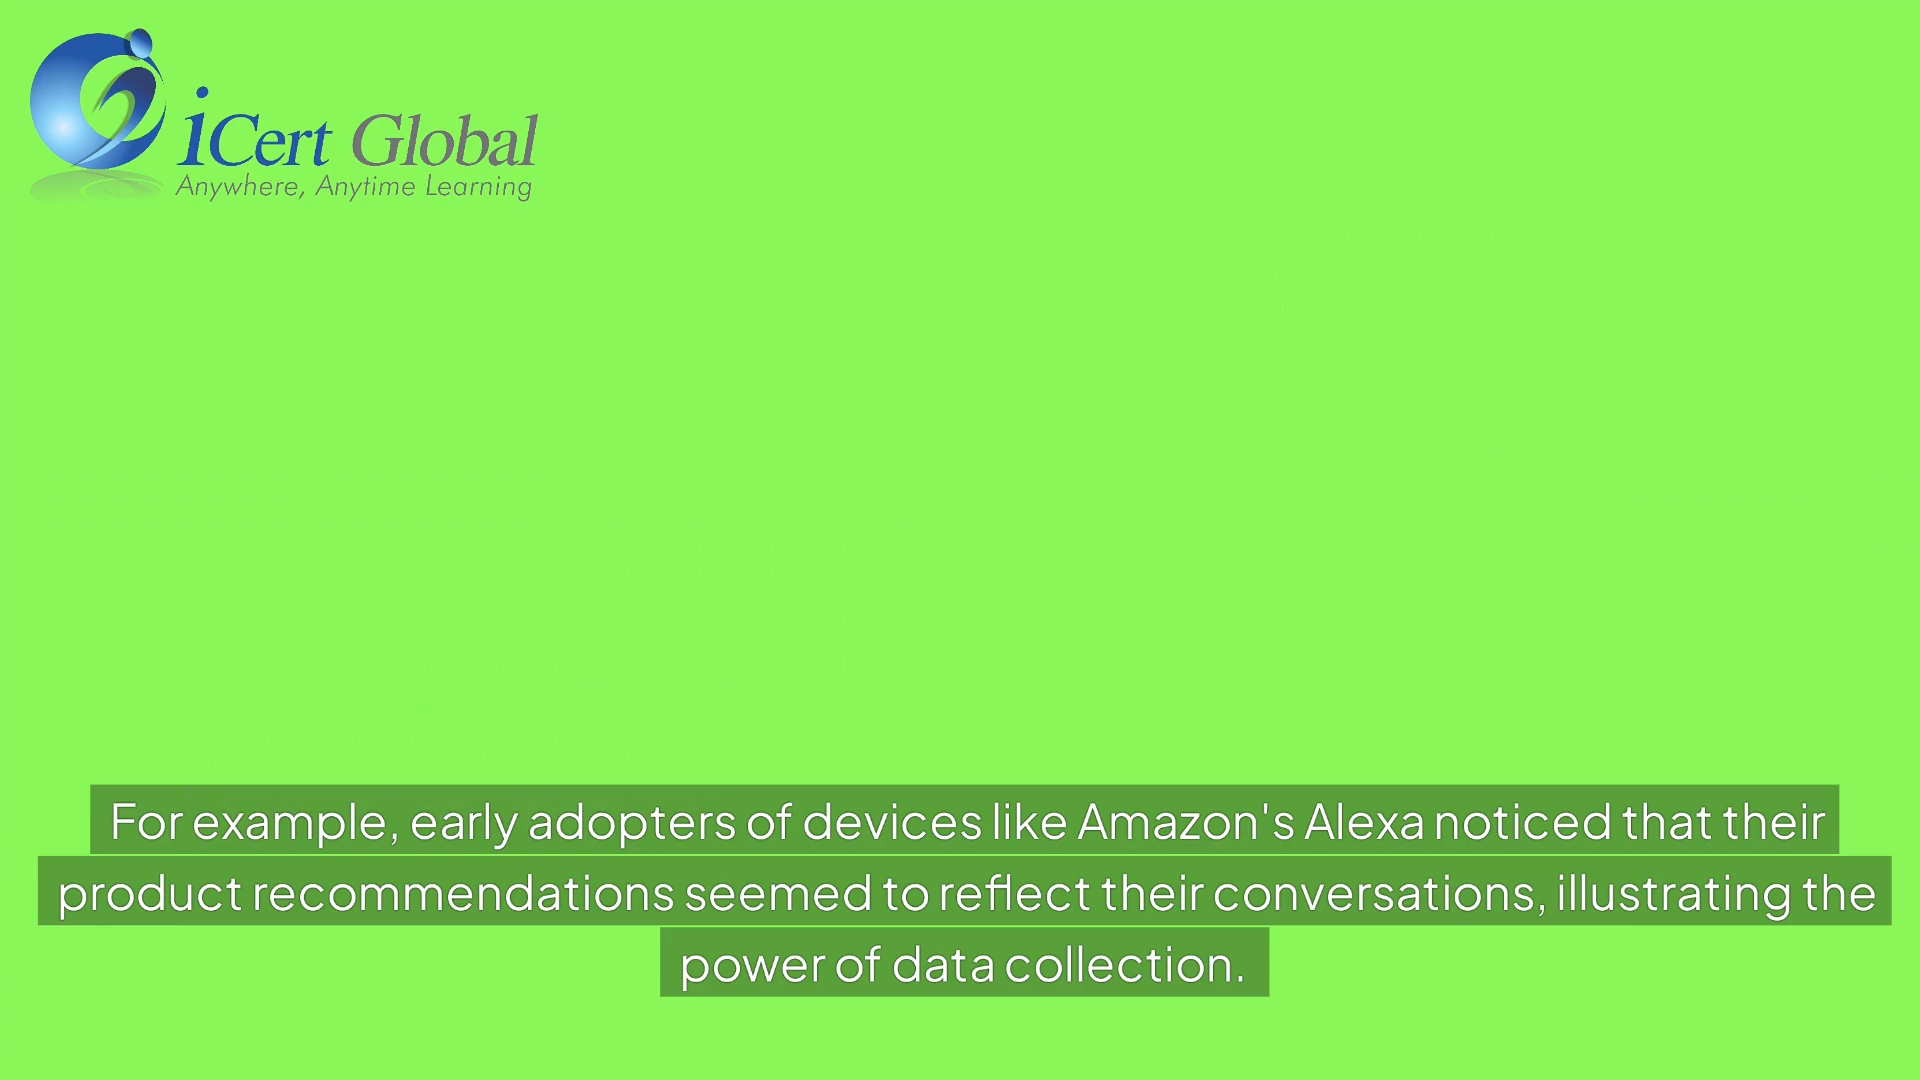 iCert Global
Anywhere, Anytime Learning
For example, early adopters of devices like Amazon's Alexa noticed that their
product recommendations seemed to reflect their conversations, illustrating the
power of data collection.